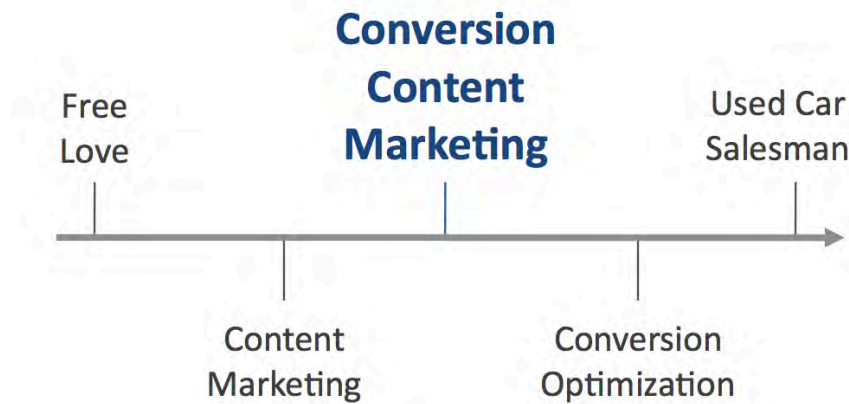 Conversion
Content
Marketing
Free
Love
Used Car
Salesman
Content
Marketing
Conversion
Optimization